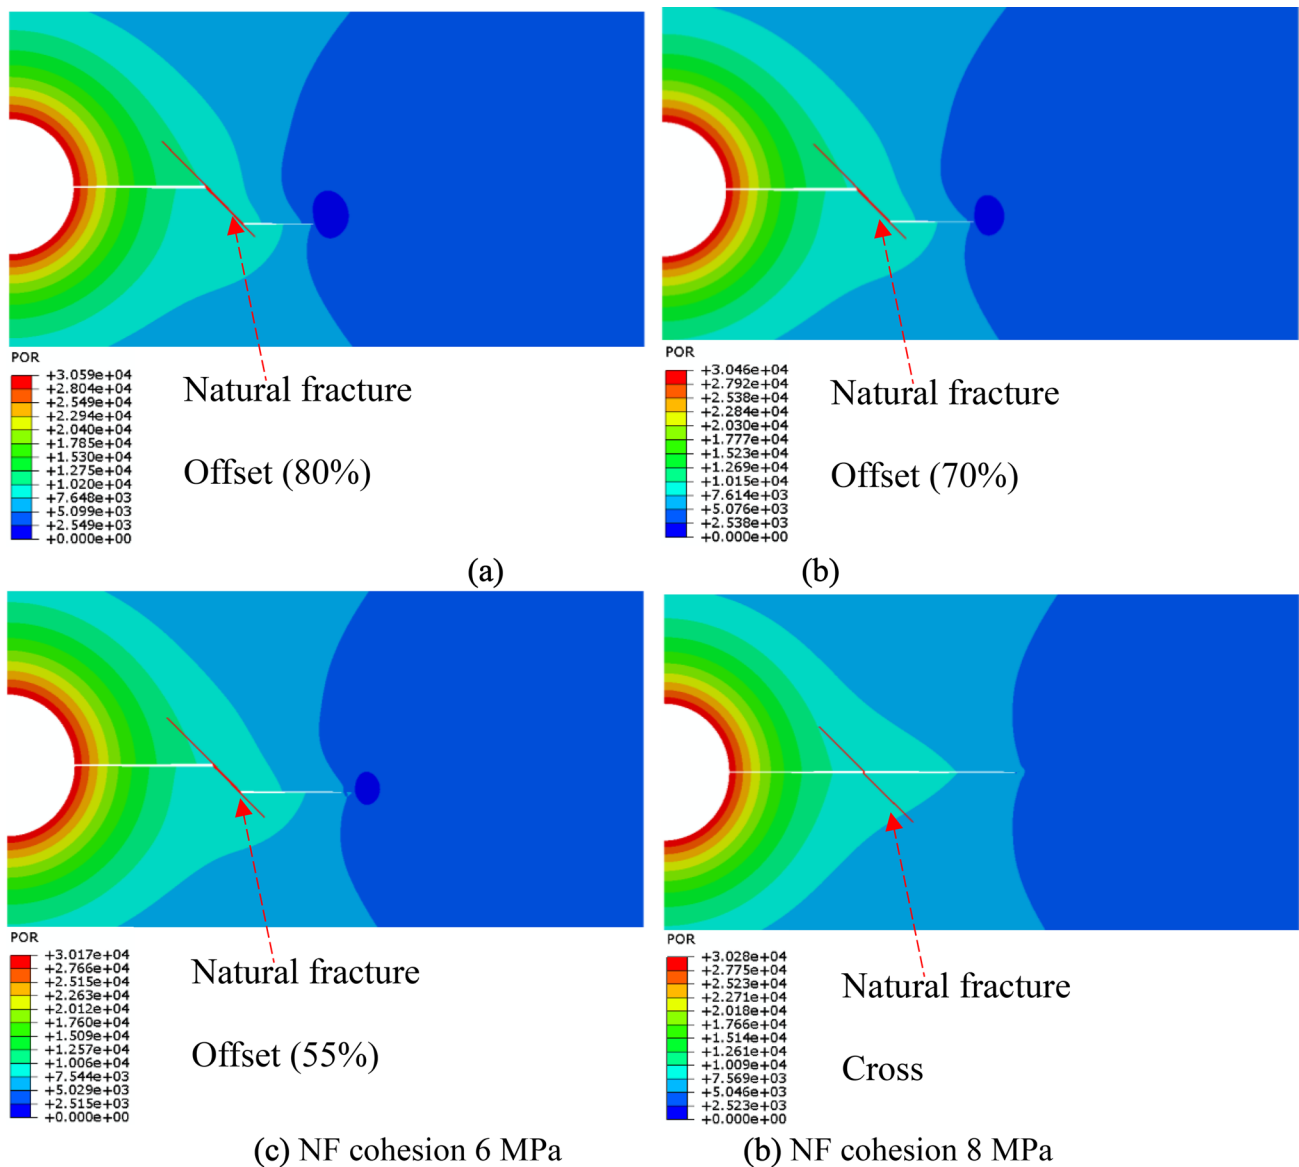 POR
+3.059e+04
+2.804e+04
+2.549e+04
+2.294e+04
+2.040e+04
+1.785e+04
+1.530e+04
+1.275e+04
+1.020e+04
+7.648e+03
+5.099e+03
+2.549e+03
+0.000e+00
Natural fracture
Offset (80%)
(a)
POR
+3.046e+04
+2.792e+04
+2.538e+04
+2.284e+04
+2.030e+04
+1.777e+04
+1.523e+04
+1.269e+04
+1.015e+04
+7.614e+03
+5.076e+03
+2.538e+03
+0.000e+00
Natural fracture
Offset (70%)
(b)
POR
+3.017e+04
+2.766e+04
+2.515e+04
+2.263e+04
+2.012e+04
+1.760e+04
+1.509e+04
+1.257e+04
+1.006e+04
+7.544e+03
+5.029e+03
+2.515e+03
+0.000e+00
Natural fracture
Offset (55%)
(c) NF cohesion 6 MPa
POR
+3.028e+04
+2.775e+04
+2.523e+04
+2.271e+04
+2.018e+04
+1.766e+04
+1.514e+04
+1.261e+04
+1.009e+04
+7.569e+03
+5.046e+03
+2.523e+03
+0.000e+00
Natural fracture
Cross
(b) NF cohesion 8 MPa